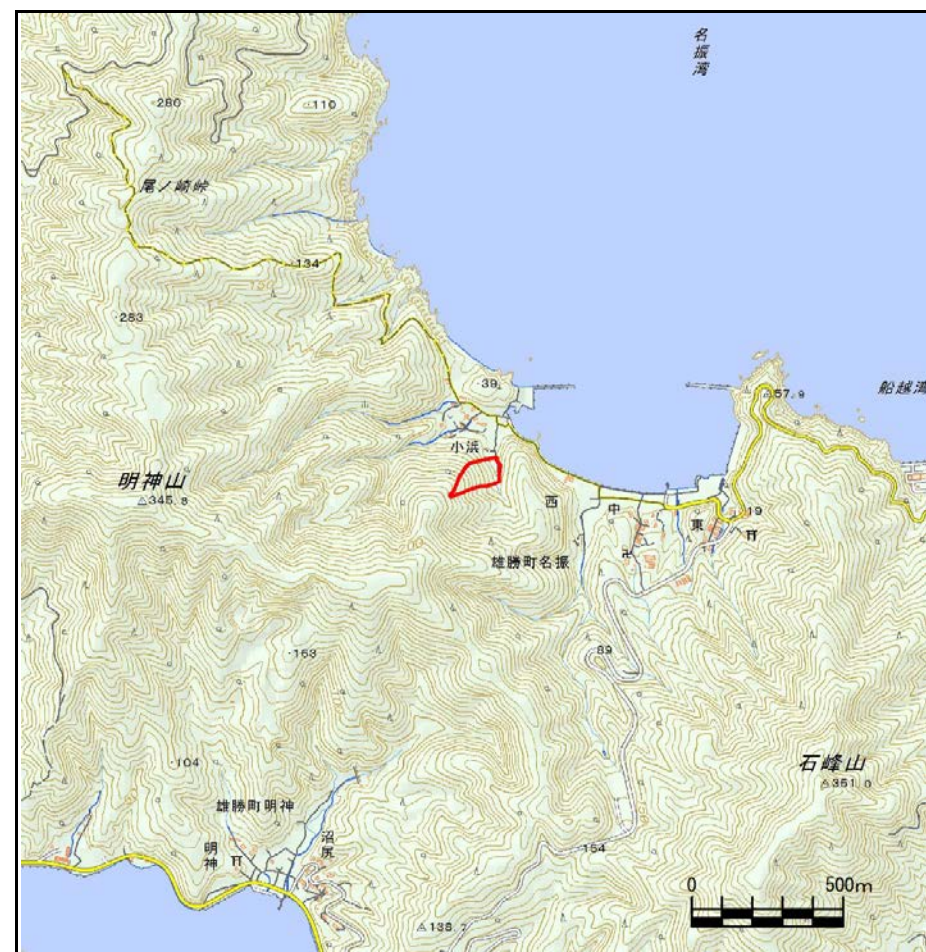 名振湾
280
110
尾ノ崎峠
134
283
39
57.9
船越湾
小浜
明神山
345.8
200
西
中
東
19
雄勝町名振
89
163
石峰山
351.0
104
雄勝町明神
沼尻
明神
154
138.7
0 500m